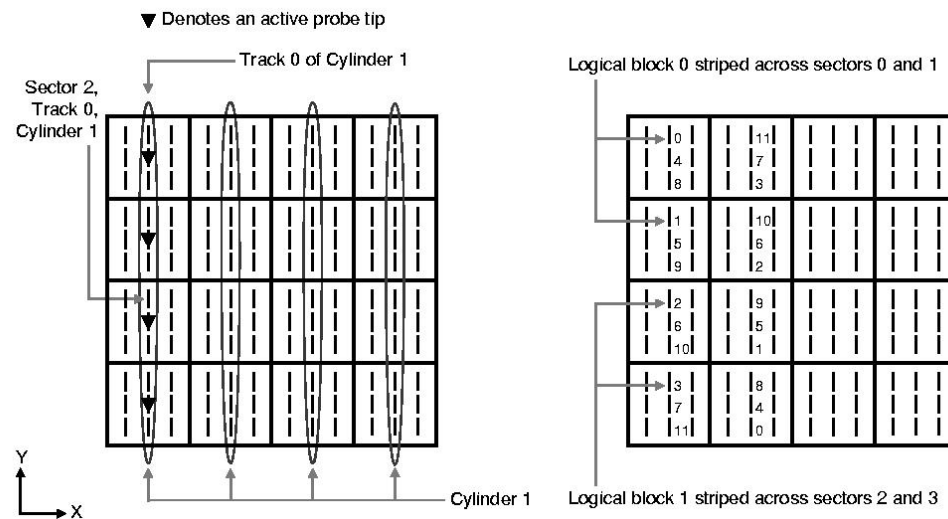 ▼ Denotes an active probe tip
Track 0 of Cylinder 1
Sector 2,
Track 0,
Cylinder 1
Y
X
Cylinder 1
Logical block 0 striped across sectors 0 and 1
0 11
4 7
8 3
1 10
5 6
9 2
2 9
6 5
10 1
3 8
7 4
11 0
Logical block 1 striped across sectors 2 and 3